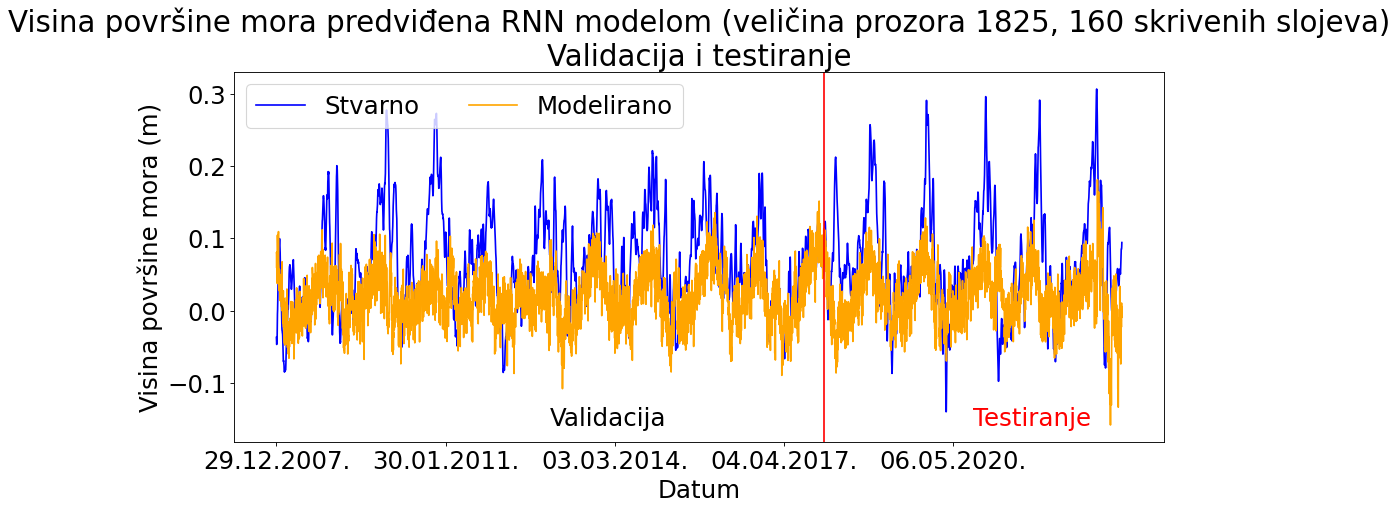 Visina površine mora predviđena RNN modelom (veličina prozora 1825, 160 skrivenih slojeva)
Validacija i testiranje
Stvarno Modelirano
Visina površine mora (m)
0.3
0.2
0.1
0.0
−0.1
Validacija Testiranje
29.12.2007. 30.01.2011. 03.03.2014. 04.04.2017. 06.05.2020.
Datum